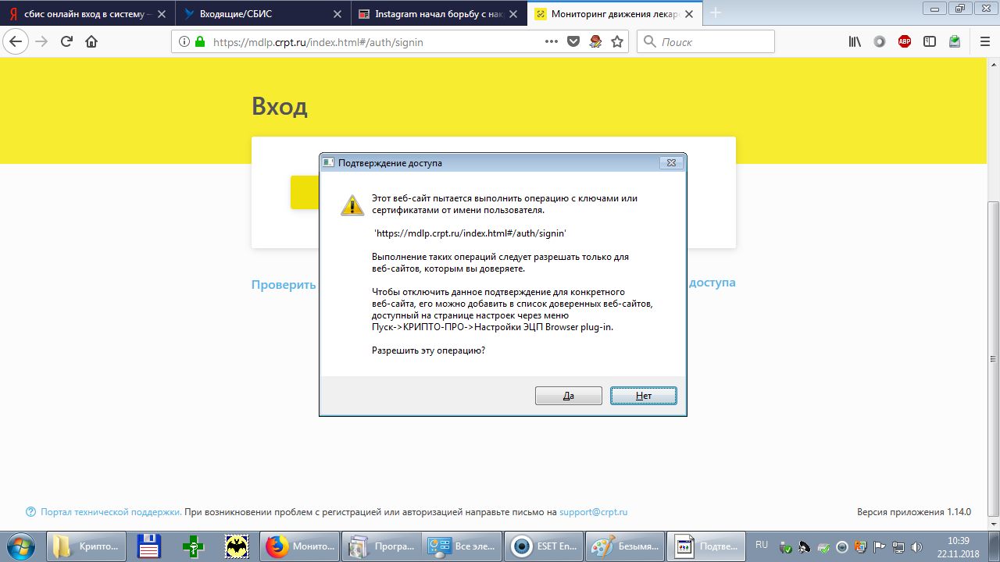 сбис онлайн вход в систему —
Входящие/СБИС
Instagram начал борьбу с нак
Мониторинг движения лекар
https://mdlp.crpt.ru/index.html#/auth/signin
Поиск
ABP
Вход
Подтверждение доступа
Этот веб-сайт пытается выполнить операцию с ключами или
сертификатами от имени пользователя.
'https://mdlp.crpt.ru/index.html#/auth/signin'
Выполнение таких операций следует разрешать только для
веб-сайтов, которым вы доверяете.
Чтобы отключить данное подтверждение для конкретного
веб-сайта, его можно добавить в список доверенных веб-сайтов,
доступный на странице настроек через меню
Пуск->КРИПТО-ПРО->Настройки ЭЦП Browser plug-in.
Разрешить эту операцию?
Да
Нет
Проверить
доступа
Портал технической поддержки. При возникновении проблем с регистрацией или авторизацией направьте письмо на support@crpt.ru
Версия приложения 1.14.0
Крипто...
Монито...
Програ...
Все эле...
ESET En...
Безымя...
Подтве...
RU
10:39
22.11.2018